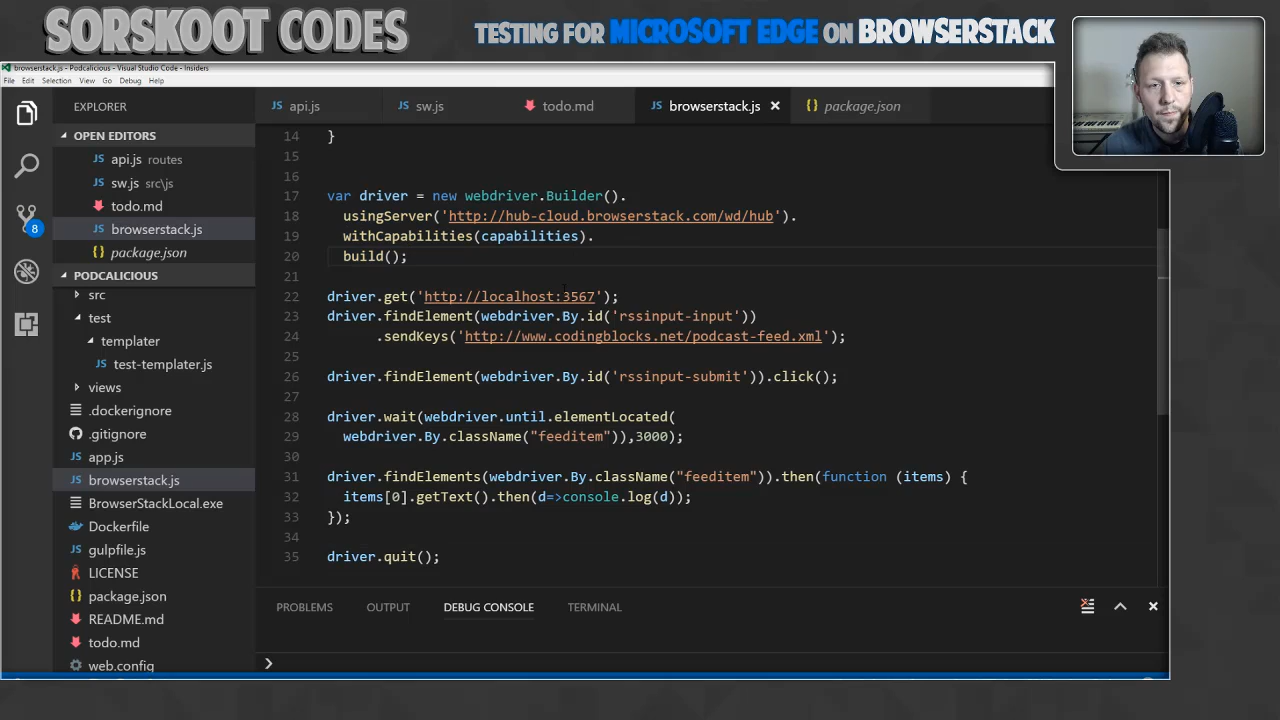 SORSKOOT CODES
TESTING FOR MICROSOFT EDGE ON BROWSERSTACK
browserstack.js - Podcalicious - Visual Studio Code - Insiders
File Edit Selection View Go Debug Help
EXPLORER
api.js
sw.js
todo.md
browserstack.js
package.json
OPEN EDITORS
api.js routes
sw.js src\js
todo.md
browserstack.js
package.json
8
PODCALICIOUS
src
test
templater
test-templater.js
views
.dockerignore
.gitignore
app.js
browserstack.js
BrowserStackLocal.exe
Dockerfile
gulpfile.js
LICENSE
package.json
README.md
todo.md
web.config
14 }
15
16
17 var driver = new webdriver.Builder().
18 usingServer('http://hub-cloud.browserstack.com/wd/hub').
19 withCapabilities(capabilities).
20 build();
21
22 driver.get('http://localhost:3567');
23 driver.findElement(webdriver.By.id('rssinput-input'))
24 .sendKeys('http://www.codingblocks.net/podcast-feed.xml');
25
26 driver.findElement(webdriver.By.id('rssinput-submit')).click();
27
28 driver.wait(webdriver.until.elementLocated(
29 webdriver.By.className("feeditem")),3000);
30
31 driver.findElements(webdriver.By.className("feeditem")).then(function (items) {
32 items[0].getText().then(d=>console.log(d));
33 });
34
35 driver.quit();
PROBLEMS OUTPUT DEBUG CONSOLE TERMINAL